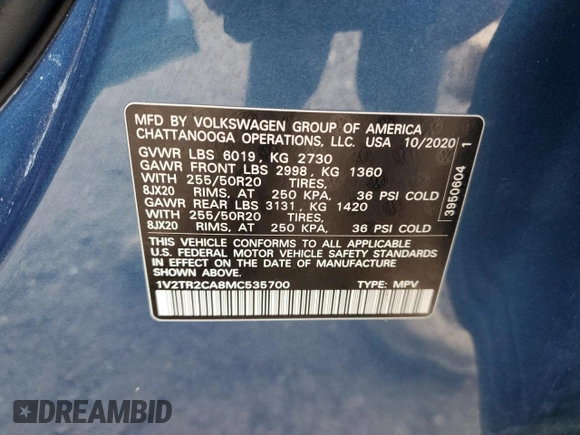 MFD BY VOLKSWAGEN GROUP OF AMERICA
CHATTANOOGA OPERATIONS, LLC. USA 10/2020
GVWR LBS 6019, KG 2730
GAWR FRONT LBS 2998, KG 1360
WITH 255/50R20 TIRES,
8JX20 RIMS, AT 250 KPA, 36 PSI COLD
GAWR REAR LBS 3131, KG 1420
WITH 255/50R20 TIRES,
8JX20 RIMS, AT 250 KPA, 36 PSI COLD
THIS VEHICLE CONFORMS TO ALL APPLICABLE
U.S. FEDERAL MOTOR VEHICLE SAFETY STANDARDS
IN EFFECT ON THE DATE OF MANUFACTURE
SHOWN ABOVE.
1V2TR2CA8MC535700 TYPE: MPV
3950604 1
DREAMBID